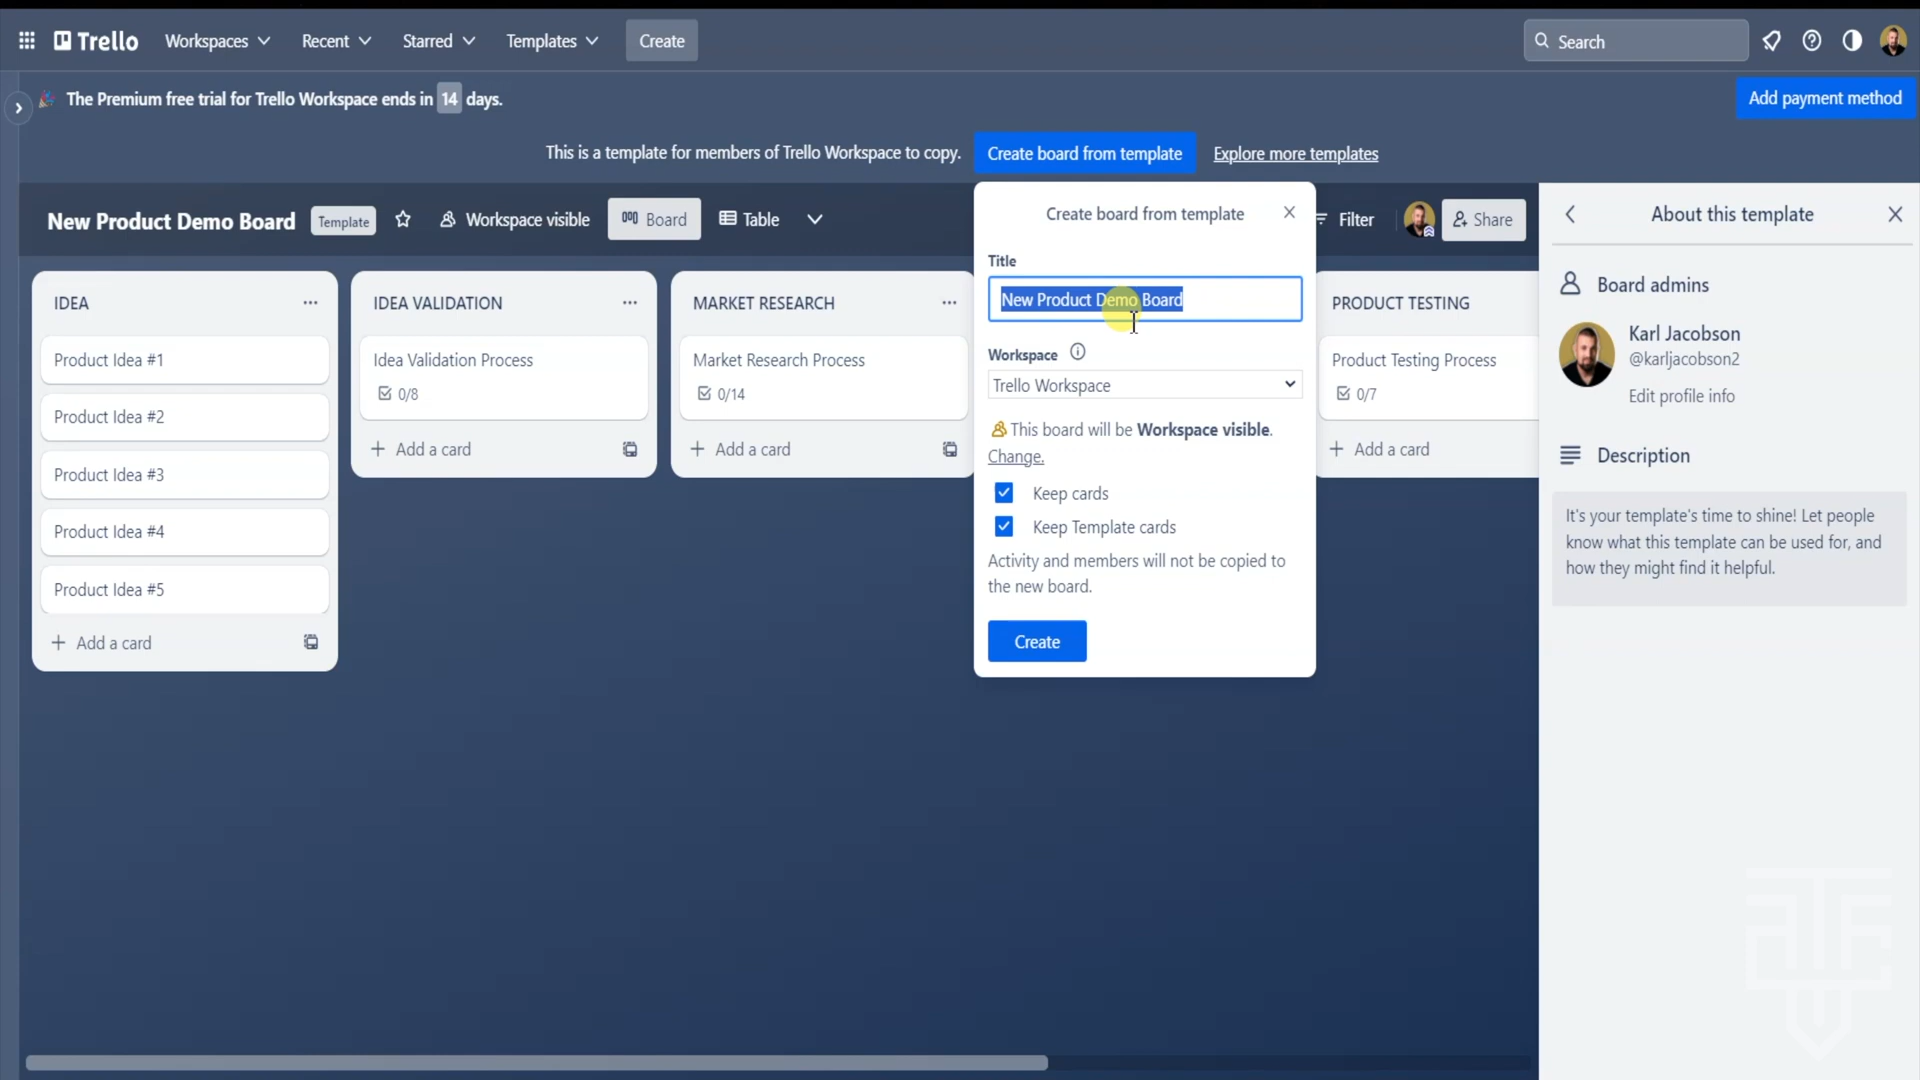 Trello
Workspaces
Recent
Starred
Templates
Create
Search
The Premium free trial for Trello Workspace ends in 14 days.
Add payment method
This is a template for members of Trello Workspace to copy.
Create board from template
Explore more templates
New Product Demo Board
Template
Workspace visible
Board
Table
Filter
Share
IDEA
Product Idea #1
Product Idea #2
Product Idea #3
Product Idea #4
Product Idea #5
Add a card
IDEA VALIDATION
Idea Validation Process
0/8
Add a card
MARKET RESEARCH
Market Research Process
0/14
Add a card
Create board from template
Title
New Product Demo Board
Workspace
Trello Workspace
This board will be Workspace visible.
Change.
Keep cards
Keep Template cards
Activity and members will not be copied to
the new board.
Create
PRODUCT TESTING
Product Testing Process
0/7
Add a card
About this template
Board admins
Karl Jacobson
@karljacobson2
Edit profile info
Description
It's your template's time to shine! Let people
know what this template can be used for, and
how they might find it helpful.